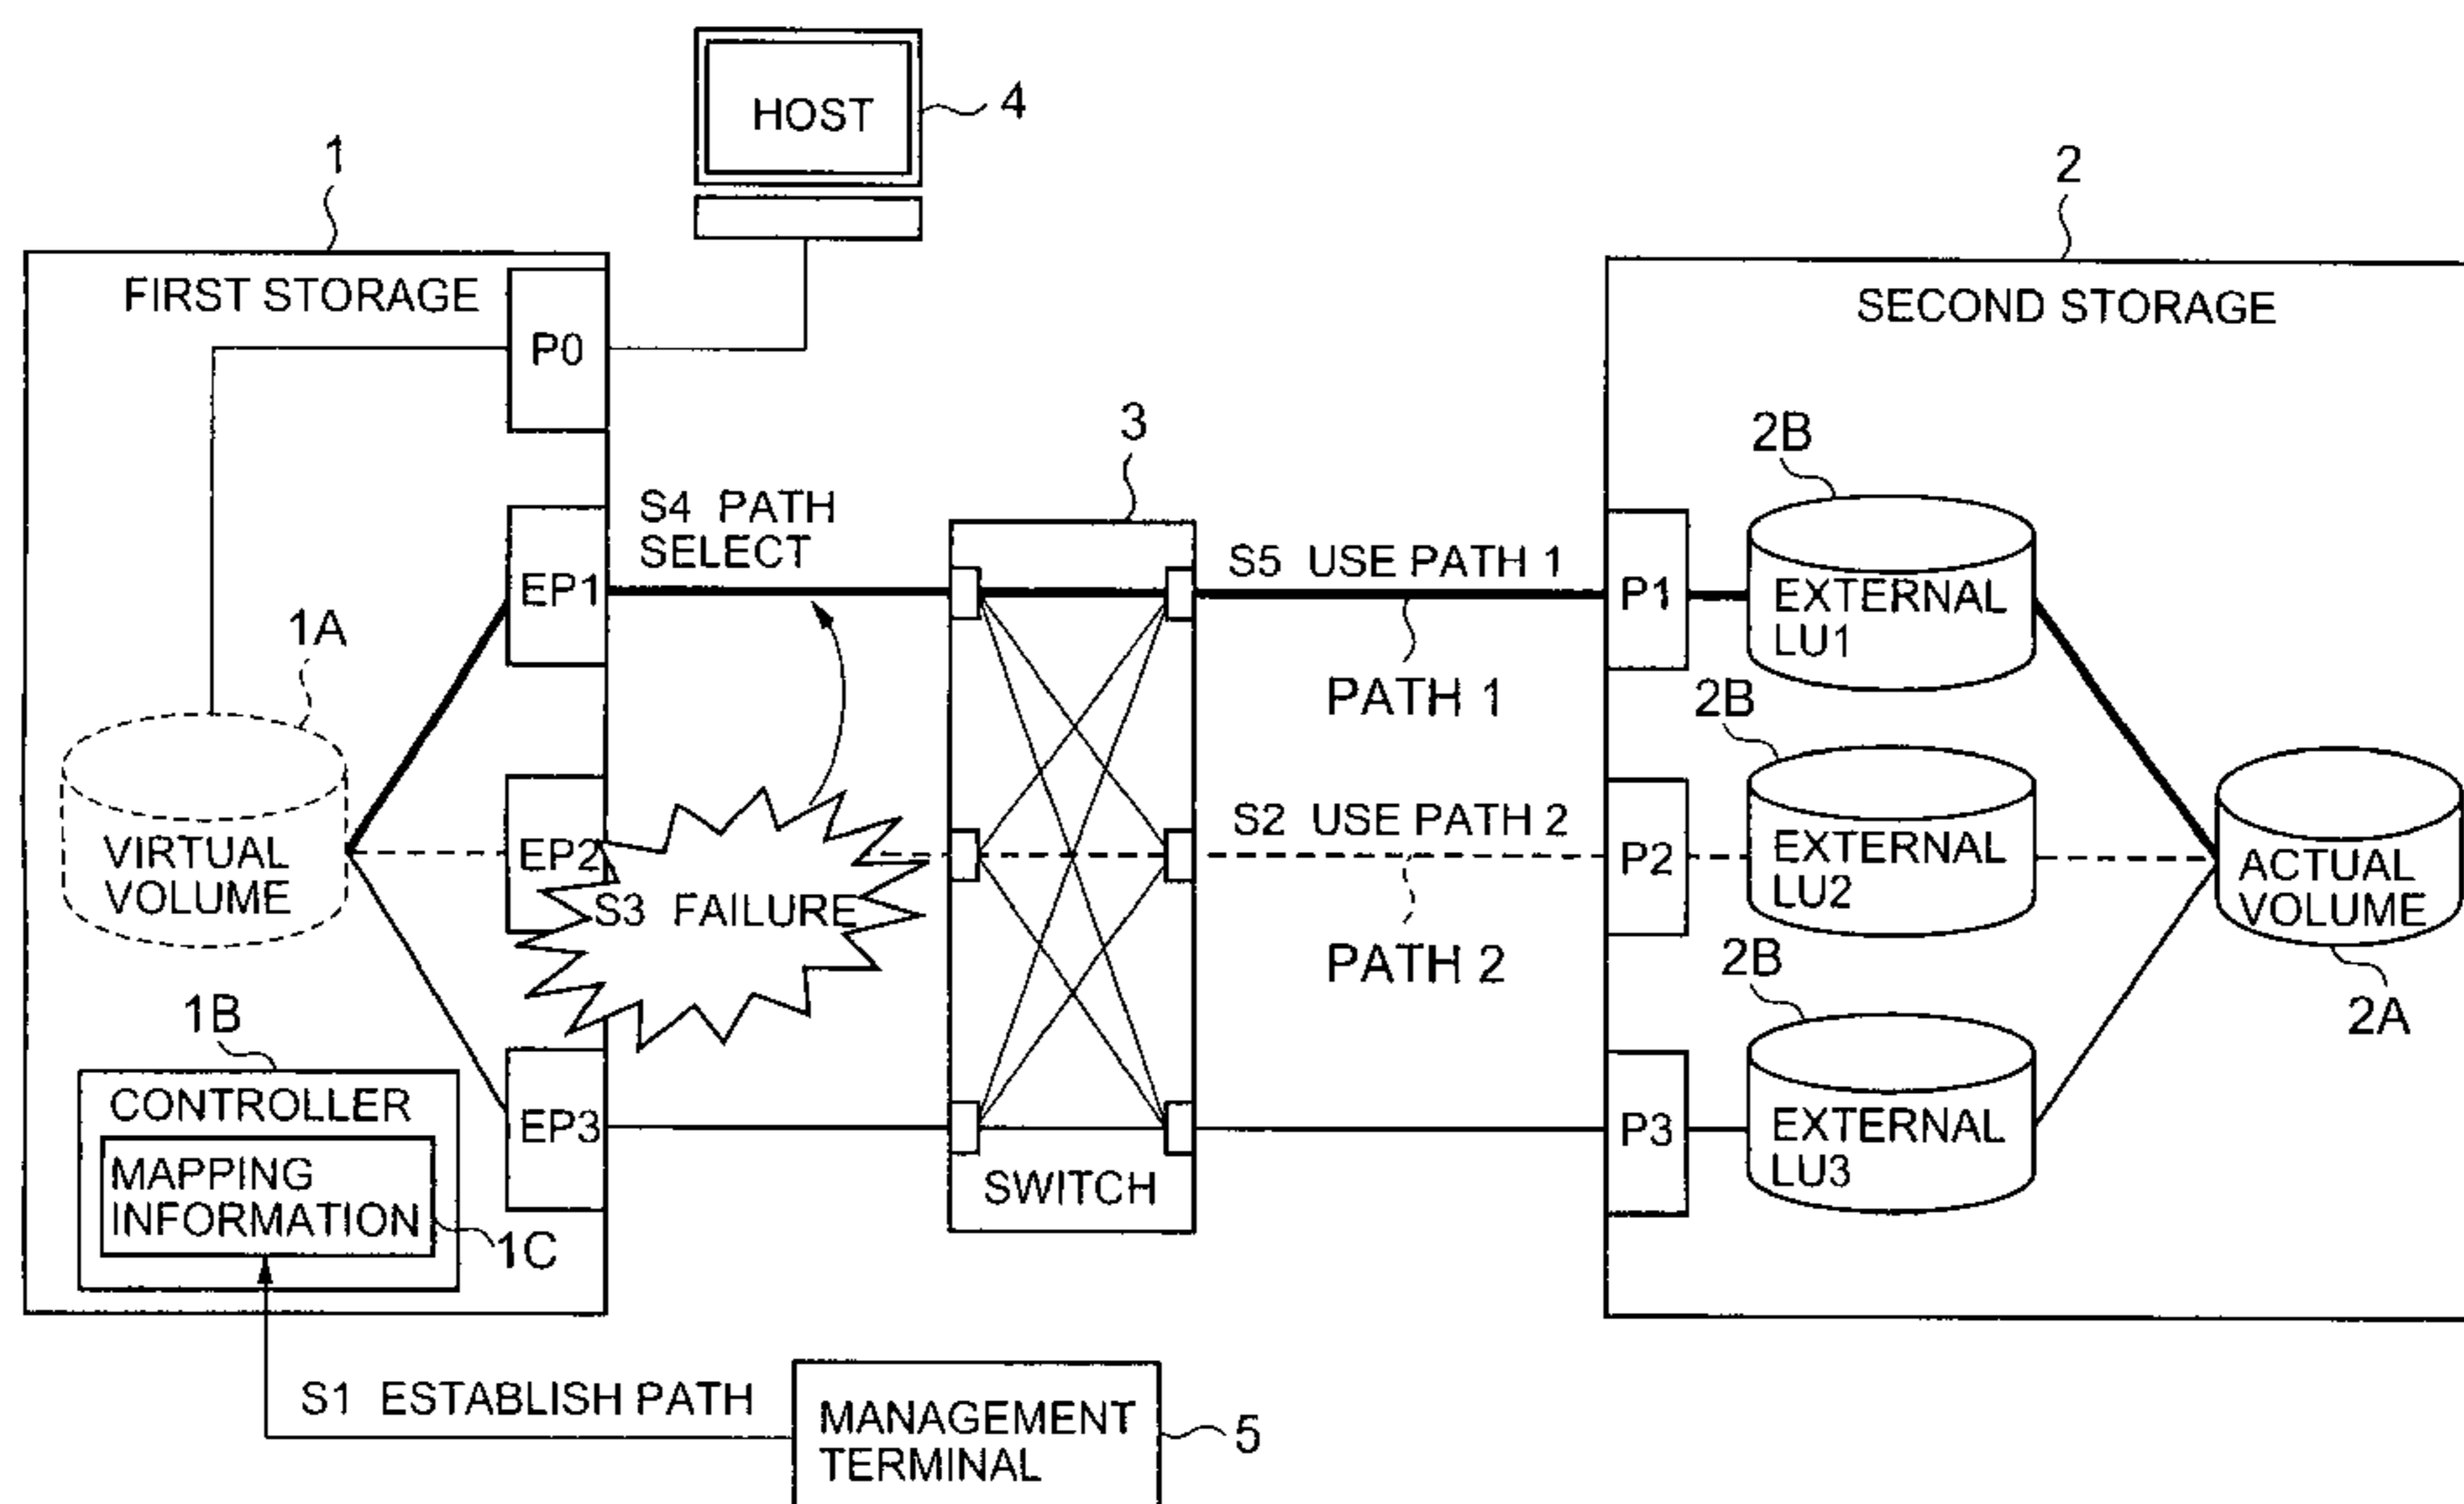 HOST
4
1
2
FIRST STORAGE
SECOND STORAGE
P0
3
2B
S4 PATH
SELECT
S5 USE PATH 1
EP1
P1
EXTERNAL
LU1
1A
PATH 1
2B
VIRTUAL
VOLUME
EP2
S3 FAILURE
S2 USE PATH 2
P2
EXTERNAL
LU2
ACTUAL
VOLUME
PATH 2
2B
2A
1B
CONTROLLER
MAPPING
INFORMATION
1C
EP3
SWITCH
P3
EXTERNAL
LU3
S1 ESTABLISH PATH
MANAGEMENT
TERMINAL
5